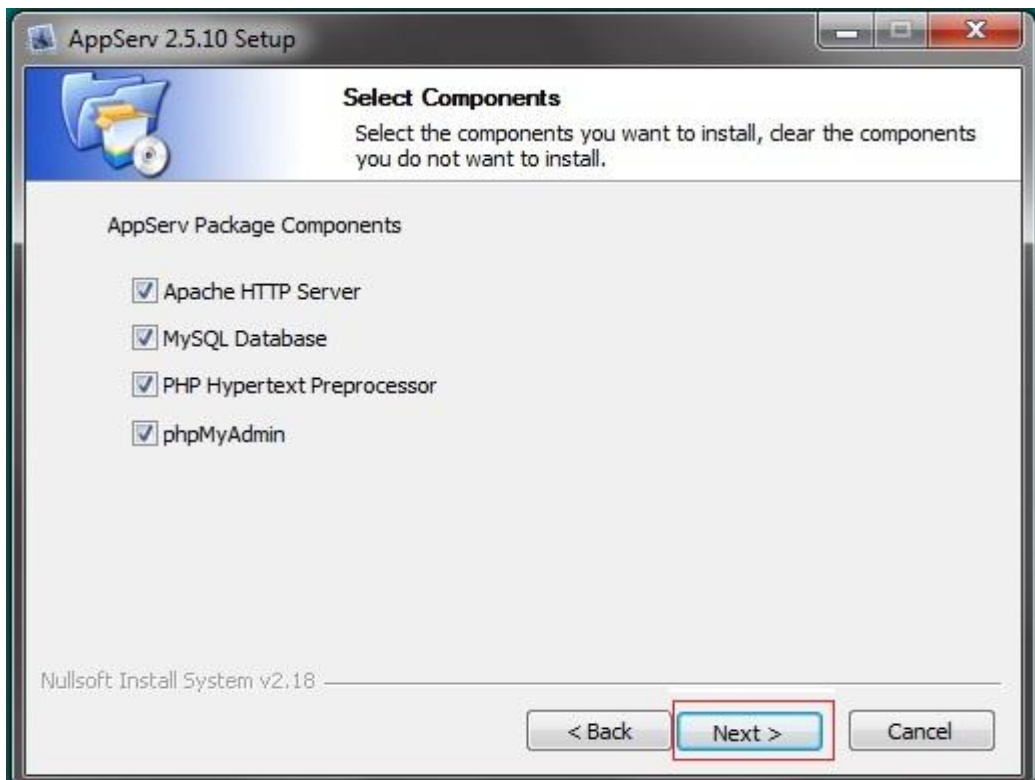 AppServ 2.5.10 Setup
Select Components
Select the components you want to install, clear the components
you do not want to install.
AppServ Package Components
Apache HTTP Server
MySQL Database
PHP Hypertext Preprocessor
phpMyAdmin
Nullsoft Install System v2.18
< Back Next > Cancel